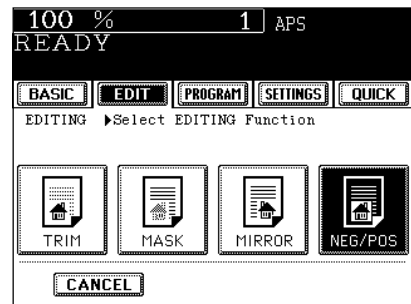 100 % 1 APS
READY
BASIC EDIT PROGRAM SETTINGS QUICK
EDITING ▶Select EDITING Function
TRIM MASK MIRROR NEG/POS
CANCEL